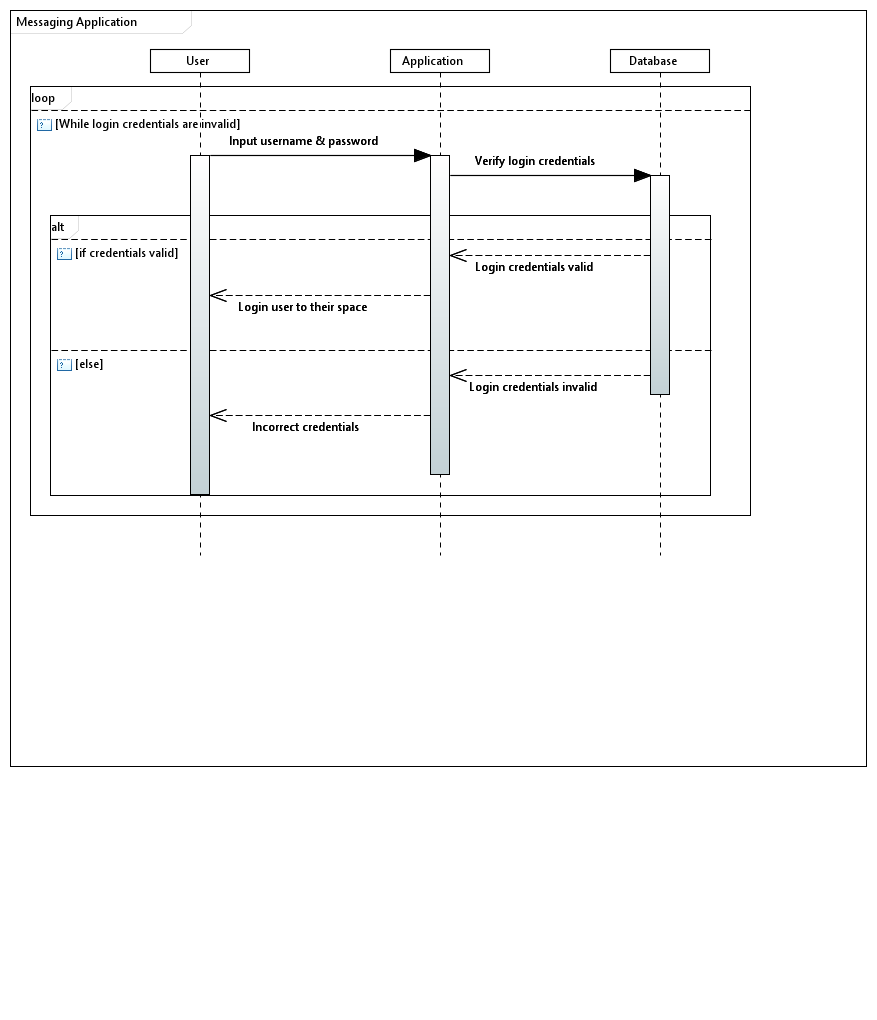 Messaging Application
User
Application
Database
loop
[While login credentials are invalid]
Input username & password
Verify login credentials
alt
[if credentials valid]
Login credentials valid
Login user to their space
[else]
Login credentials invalid
Incorrect credentials